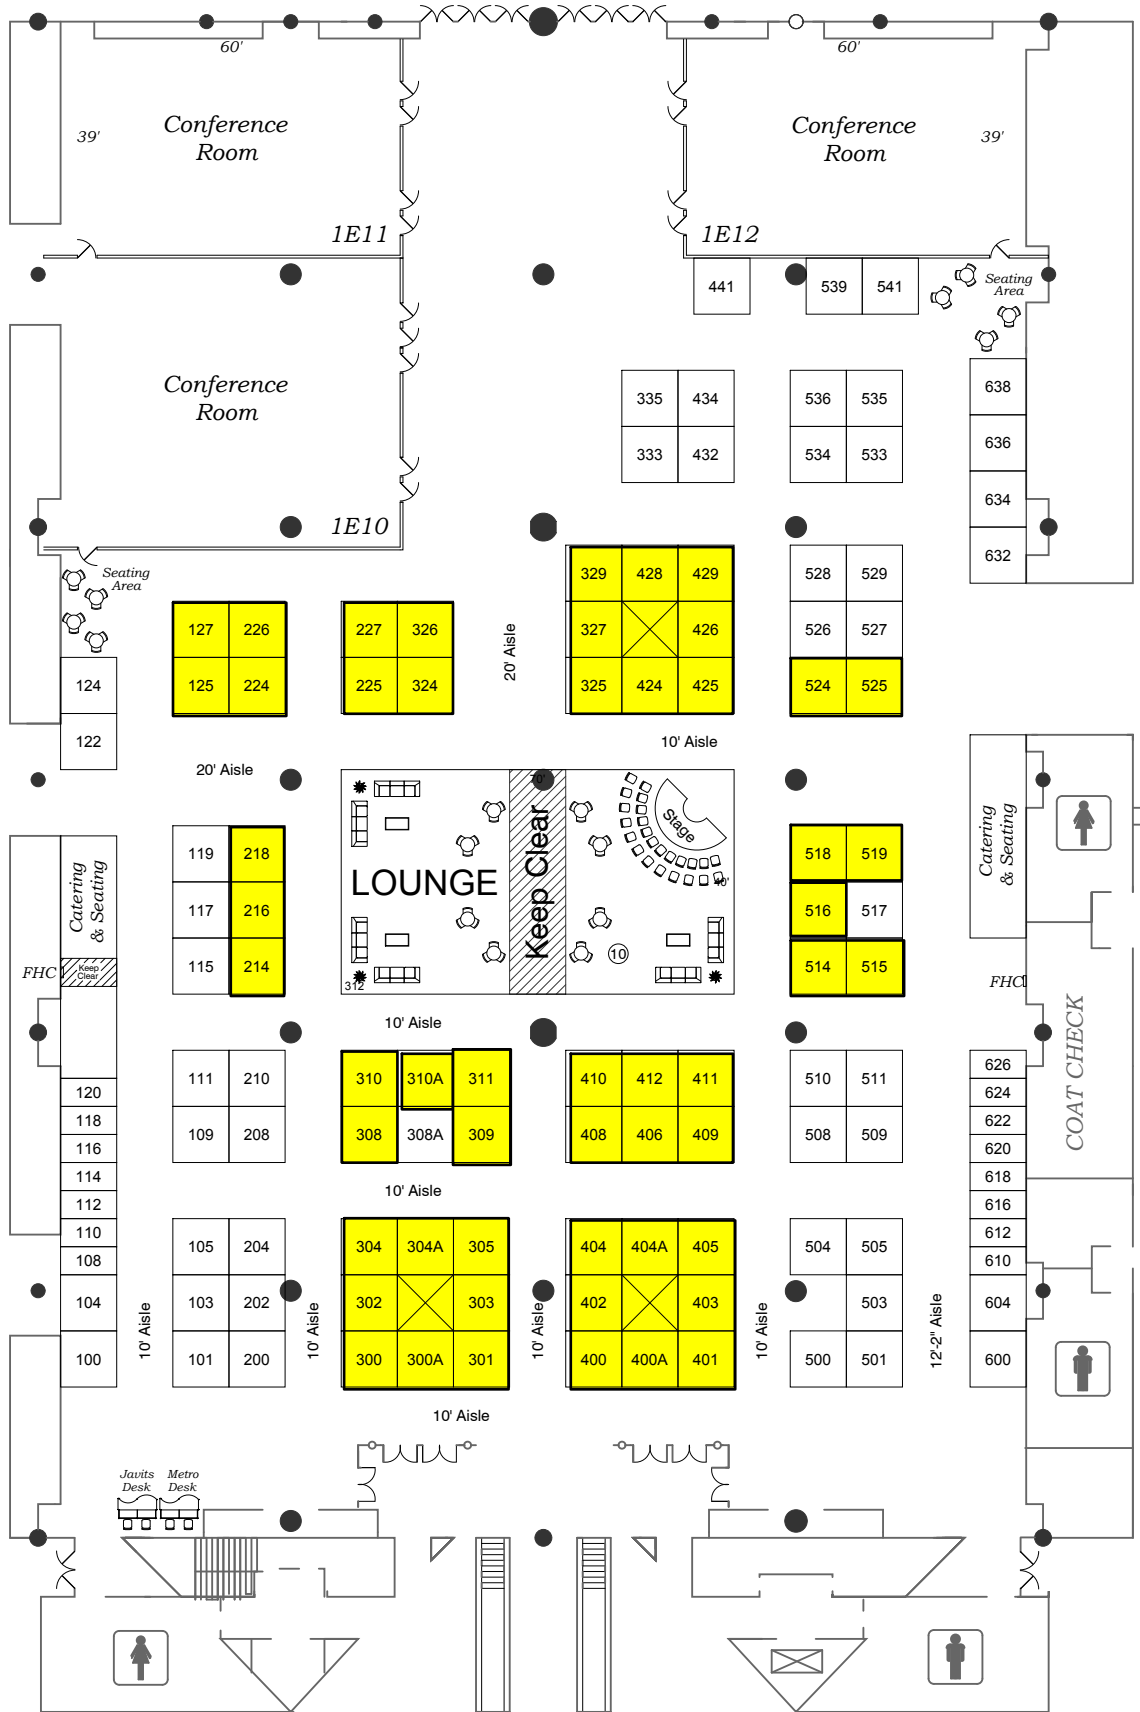 60'
60'
Conference
Room
39'
Conference
Room
39'
1E11
1E12
441
539
541
Seating
Area
Conference
Room
335
434
536
535
638
333
432
534
533
636
634
1E10
632
Seating
Area
329
428
429
528
529
127
226
227
326
20' Aisle
327
426
526
527
124
125
224
225
324
325
424
425
524
525
122
10' Aisle
20' Aisle
70'
Keep Clear
Stage
40'
LOUNGE
10
312
Catering
& Seating
119
218
117
216
115
214
518
519
516
517
514
515
Catering
& Seating
FHC
Keep
Clear
FHC
COAT CHECK
10' Aisle
111
210
310
310A
311
410
412
411
510
511
626
120
624
118
109
208
308
308A
309
408
406
409
508
509
622
116
620
114
10' Aisle
618
112
616
110
105
204
304
304A
305
404
404A
405
504
505
612
108
610
104
103
202
302
303
402
403
503
604
10' Aisle
10' Aisle
10' Aisle
10' Aisle
12'-2" Aisle
100
101
200
300
300A
301
400
400A
401
500
501
600
10' Aisle
Javits
Desk
Metro
Desk